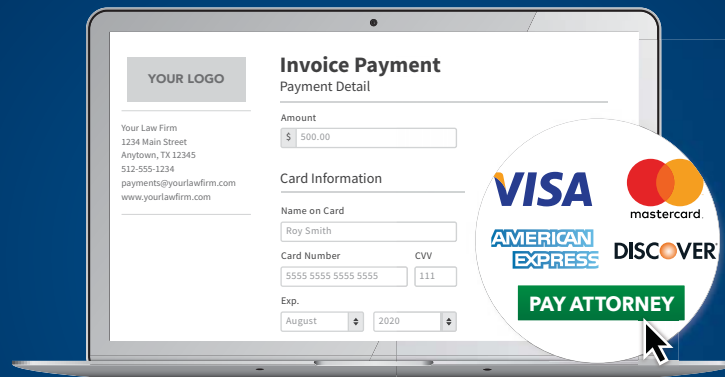 YOUR LOGO
Your Law Firm
1234 Main Street
Anytown, TX 12345
512-555-1234
payments@yourlawfirm.com
www.yourlawfirm.com
Invoice Payment
Payment Detail
Amount
$ 500.00
Card Information
Name on Card
Roy Smith
Card Number CVV
5555 5555 5555 5555 111
Exp.
August 2020
VISA
mastercard.
AMERICAN
EXPRESS
DISCOVER
PAY ATTORNEY